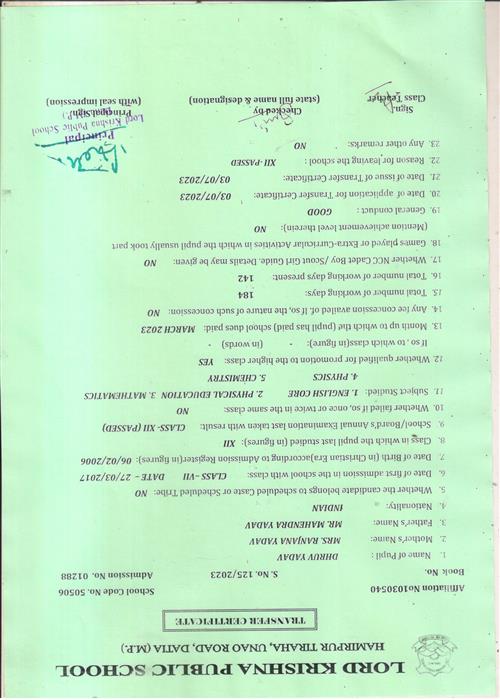 LORD KRISHNA PUBLIC SCHOOL
HAMIRPUR TIRAHA, UNAO ROAD, DATIA (M.P.)
TRANSFER CERTIFICATE
Affiliation No1030540 School Code No. 50506
Book No. S. No. 125/2023 Admission No. 01288
1. Name of Pupil : DHRUV YADAV
2. Mother's Name: MRS. RANJANA YADAV
3. Father's Name: MR. MAHENDRA YADAV
4. Nationality: INDIAN
5. Whether the candidate belongs to scheduled Caste or Scheduled Tribe: NO
6. Date of first admission in the school with class: CLASS – VII DATE – 27/03/2017
7. Date of Birth (in Christian Era)according to Admission Register(in figures): 06/02/2006
8. Class in which the pupil last studied (in figures): XII
9. School/Board's Annual Examination last taken with result: CLASS- XII (PASSED)
10. Whether failed if so, once or twice in the same class: NO
11. Subject Studied: 1. ENGLISH CORE 2. PHYSICAL EDUCATION 3. MATHEMATICS
4. PHYSICS 5. CHEMISTRY
12. Whether qualified for promotion to the higher class: YES
If so , to which class(in figure): - (in words) -
13. Month up to which the (pupil has paid) school dues paid: MARCH 2023
14. Any fee concession availed of. If so, the nature of such concession: NO
15. Total number of working days: 184
16. Total number of working days present: 142
17. Whether NCC Cadet Boy /Scout Girl Guide. Details may be given: NO
18. Games played or Extra-Curricular Activities in which the pupil usually took part
(Mention achievement level therein): NO
19. General conduct : GOOD
20. Date of application for Transfer Certificate: 03/07/2023
21. Date of issue of Transfer Certificate: 03/07/2023
22. Reason for leaving the school : XII-PASSED
23. Any other remarks: NO
Principal
Lord Krishna Public School
Sign. Checked by Principal Sign.
Class Teacher (state full name & designation) (with seal impression)